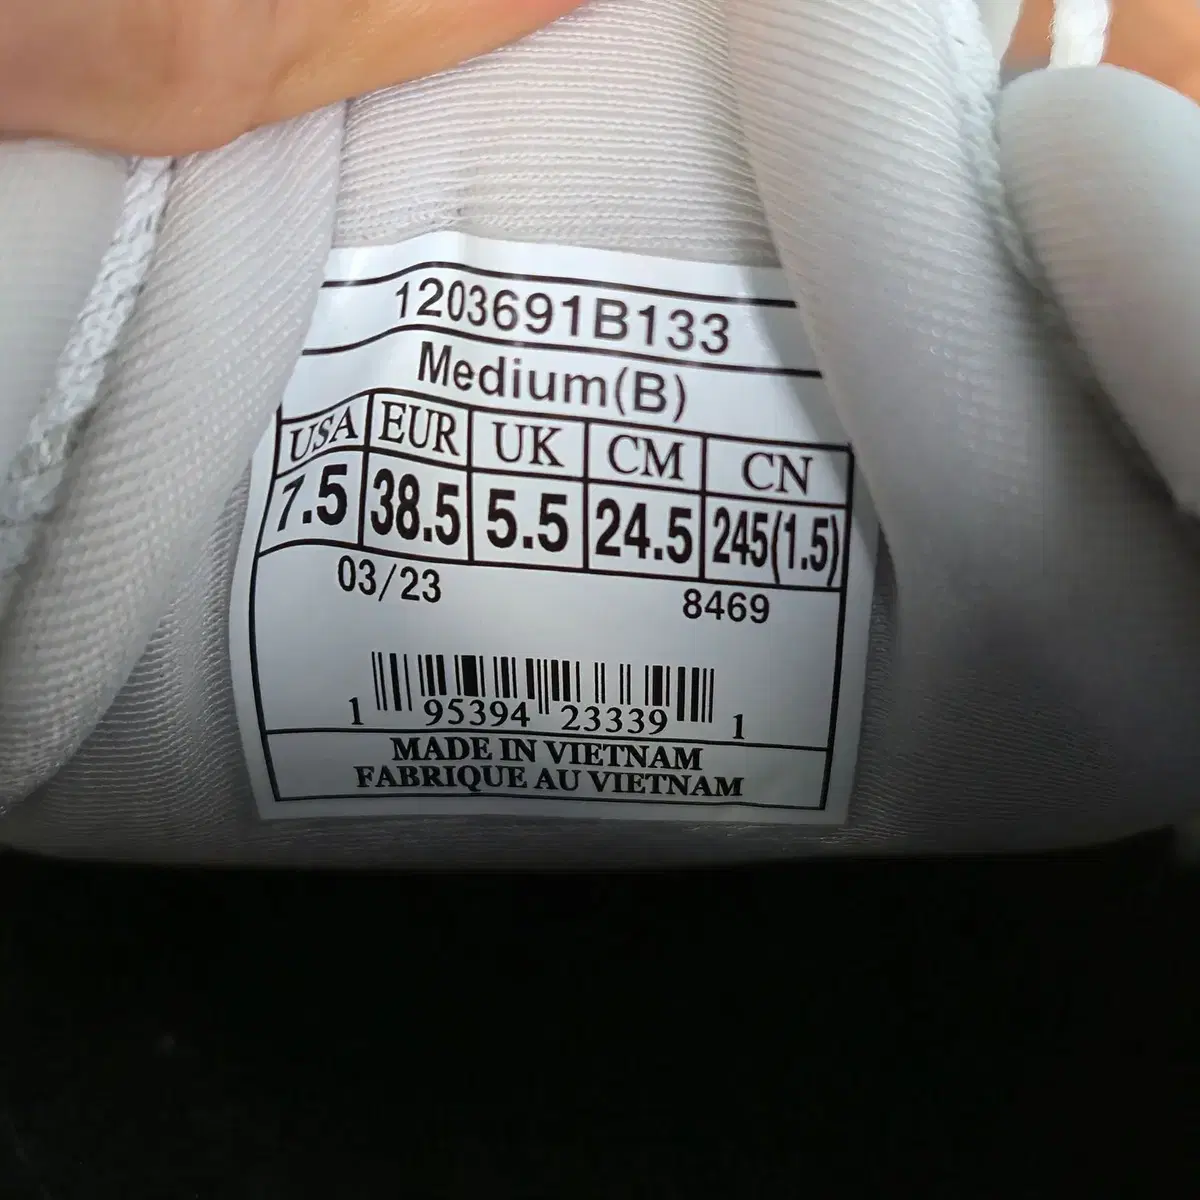 1203691B133
Medium(B)
USA EUR UK CM CN
7.5 38.5 5.5 24.5 245(1.5)
03/23 8469
1 95394 23339 1
MADE IN VIETNAM
FABRIQUE AU VIETNAM